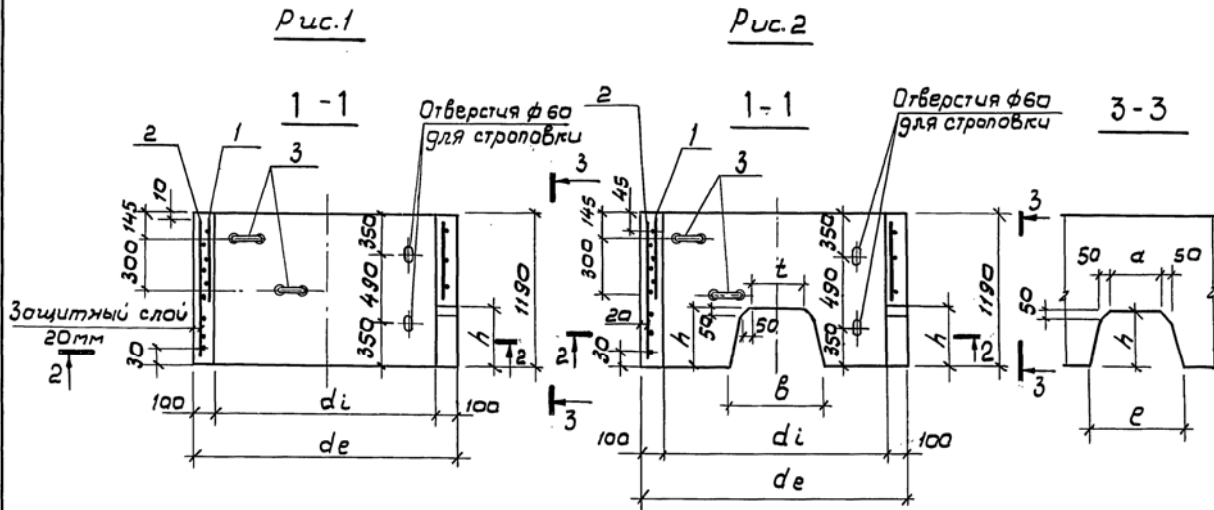 Рис.1
1-1
Отверстия ф 60
для строповки
2
1
3
10
145
300
Защитный слой
20мм
30
2
350
490
350
1190
h
2
100
di
100
de
Рис.2
1-1
Отверстия ф 60
для строповки
2
1
3
3
3
145
45
300
20
2
30
h
50
50
t
в
350
490
350
1190
h
2
100
di
100
de
3-3
3
3
50
а
50
50
h
е